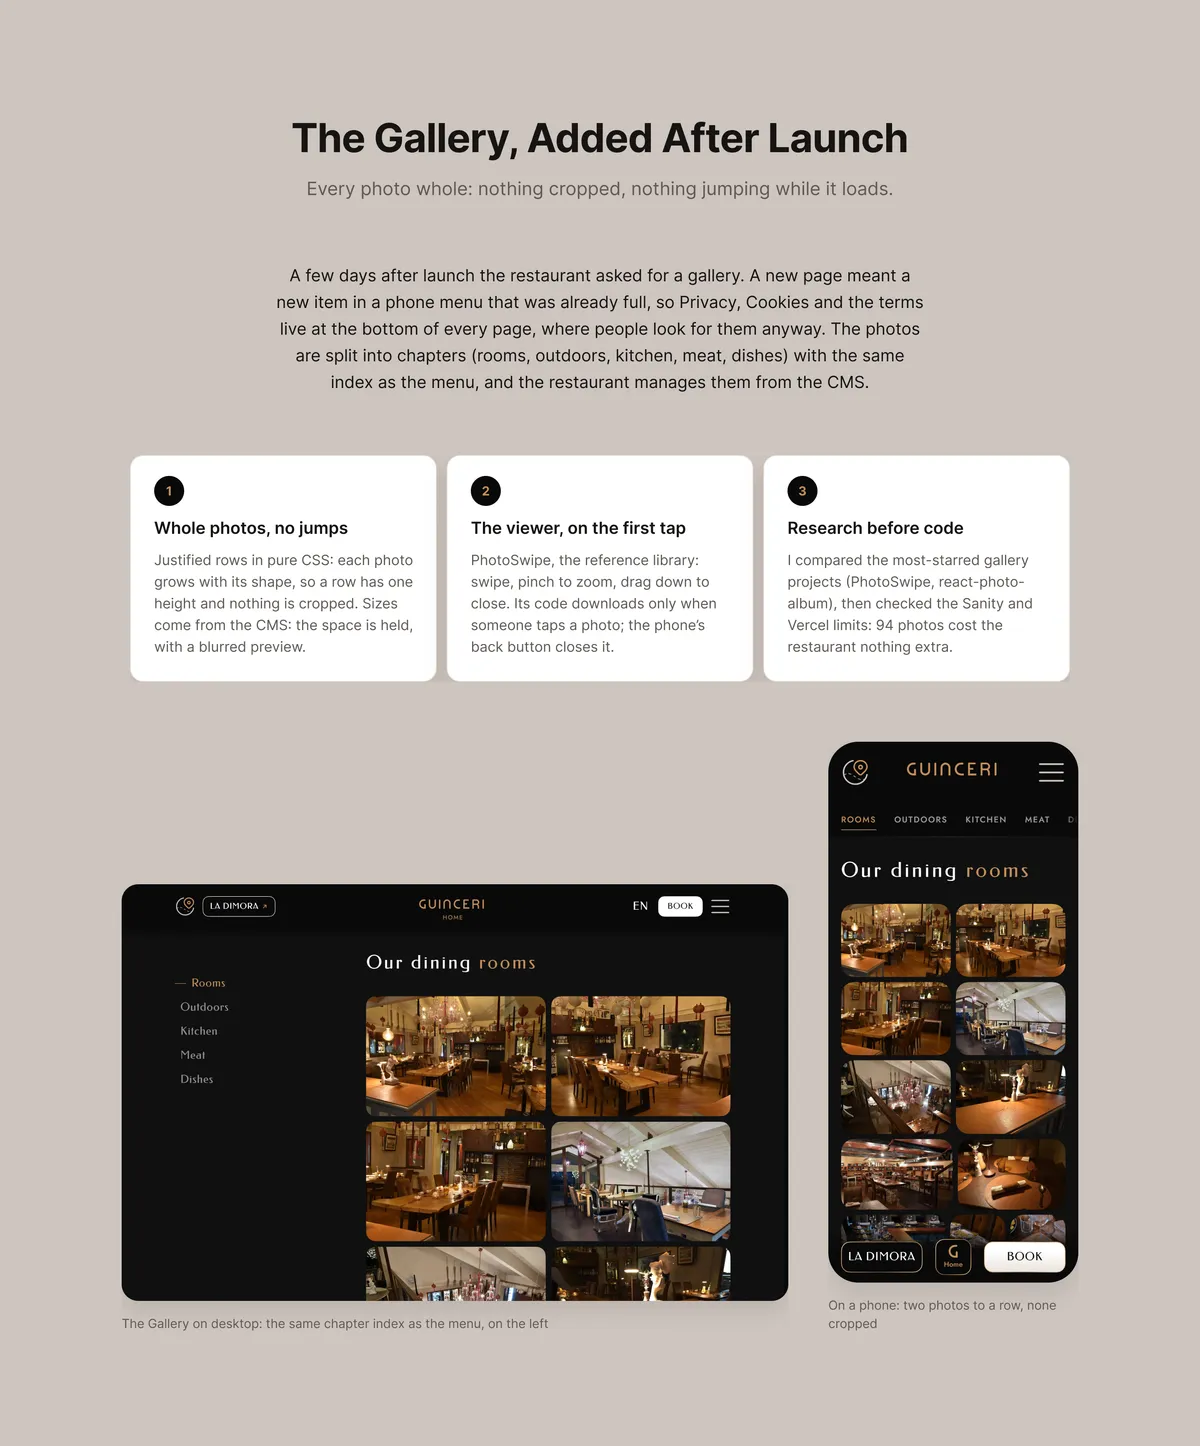 The Gallery, Added After Launch
Every photo whole: nothing cropped, nothing jumping while it loads.
A few days after launch the restaurant asked for a gallery. A new page meant a
new item in a phone menu that was already full, so Privacy, Cookies and the terms
live at the bottom of every page, where people look for them anyway. The photos
are split into chapters (rooms, outdoors, kitchen, meat, dishes) with the same
index as the menu, and the restaurant manages them from the CMS.
1
Whole photos, no jumps
Justified rows in pure CSS: each photo
grows with its shape, so a row has one
height and nothing is cropped. Sizes
come from the CMS: the space is held,
with a blurred preview.
2
The viewer, on the first tap
PhotoSwipe, the reference library:
swipe, pinch to zoom, drag down to
close. Its code downloads only when
someone taps a photo; the phone’s
back button closes it.
3
Research before code
I compared the most-starred gallery
projects (PhotoSwipe, react-photo-
album), then checked the Sanity and
Vercel limits: 94 photos cost the
restaurant nothing extra.
LA DIMORA ↗
GUINCERI
HOME
EN
BOOK
Our dining rooms
— Rooms
Outdoors
Kitchen
Meat
Dishes
The Gallery on desktop: the same chapter index as the menu, on the left
GUINCERI
ROOMS OUTDOORS KITCHEN MEAT D
Our dining rooms
LA DIMORA
G
Home
BOOK
On a phone: two photos to a row, none
cropped